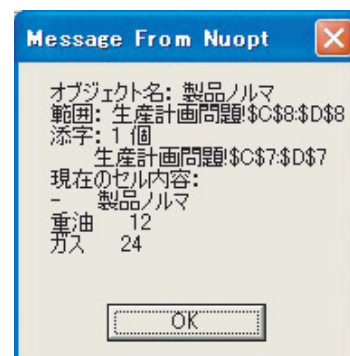 Message From Nuopt
オブジェクト名: 製品ノルマ
範囲: 生産計画問題!$C$8:$D$8
添字: 1 個
生産計画問題!$C$7:$D$7
現在のセル内容:
- 製品ノルマ
重油 12
ガス 24
OK